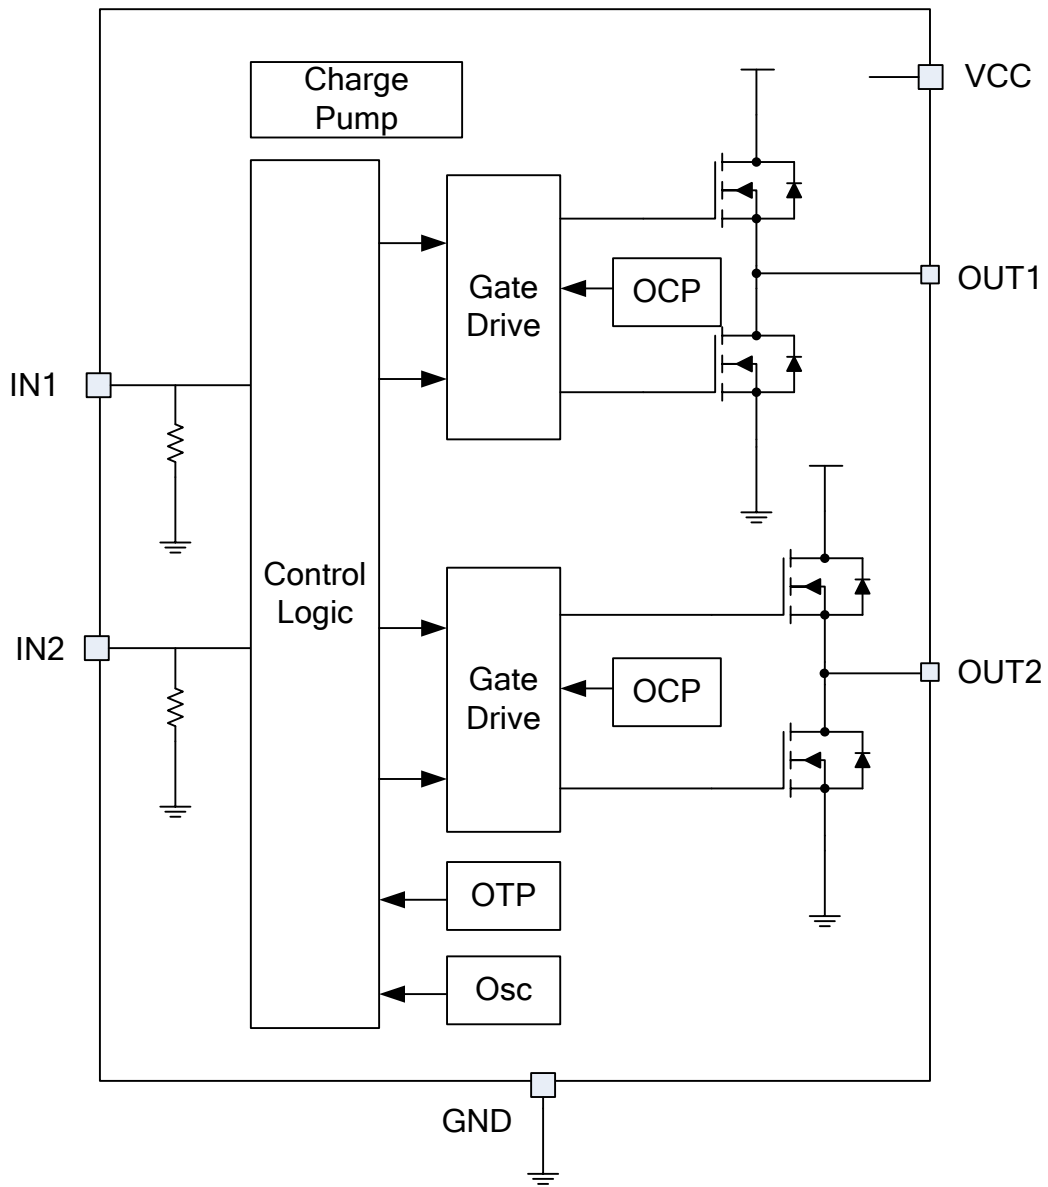 Charge
Pump
VCC
Gate
Drive
OCP
OUT1
IN1
Control
Logic
IN2
Gate
Drive
OCP
OUT2
OTP
Osc
GND